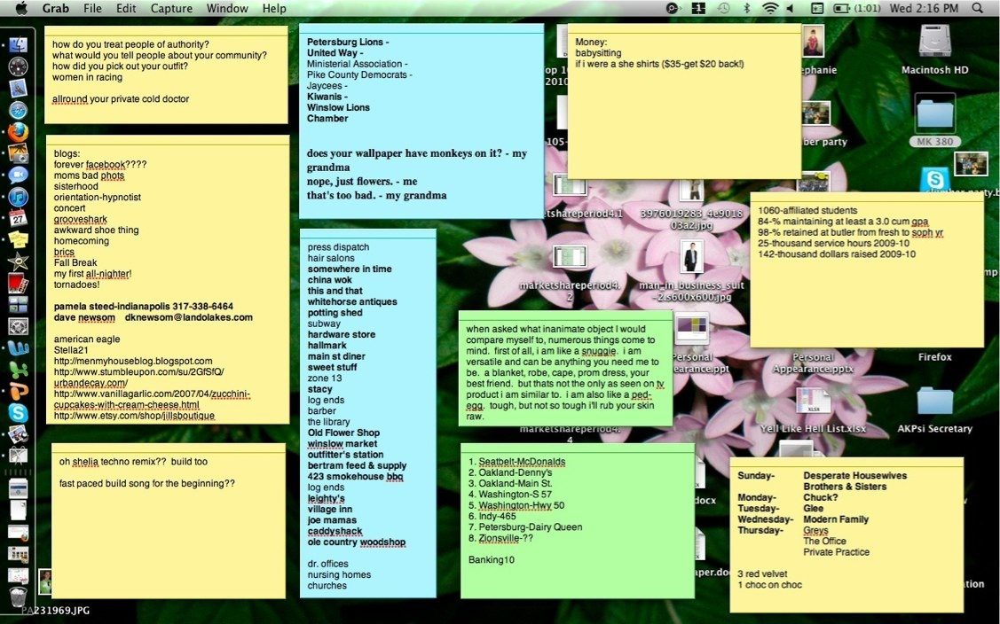 Grab File Edit Capture Window Help
(1:01) Wed 2:16 PM
how do you treat people of authority?
what would you tell people about your community?
how did you pick out your outfit?
women in racing
allround your private cold doctor
blogs:
forever facebook????
moms bad phots
sisterhood
orientation-hypnotist
concert
grooveshark
awkward shoe thing
homecoming
brics
Fall Break
my first all-nighter!
tornadoes!
pamela steed-indianapolis 317-338-6464
dave newsom dknewsom@landolakes.com
american eagle
Stella21
http://menmyhouseblog.blogspot.com
http://www.stumbleupon.com/su/2GfSfQ/
urbandecay.com/
http://www.vanillagarlic.com/2007/04/zucchini-
cupcakes-with-cream-cheese.html
http://www.etsy.com/shop/jillsboutique
oh shelia techno remix?? build too
fast paced build song for the beginning??
Petersburg Lions -
United Way -
Ministerial Association -
Pike County Democrats -
Jaycees -
Kiwanis -
Winslow Lions
Chamber
does your wallpaper have monkeys on it? - my
grandma
nope, just flowers. - me
that's too bad. - my grandma
press dispatch
hair salons
somewhere in time
china wok
this and that
whitehorse antiques
potting shed
subway
hardware store
hallmark
main st diner
sweet stuff
zone 13
stacy
log ends
barber
the library
Old Flower Shop
winslow market
outfitter's station
bertram feed & supply
423 smokehouse bbq
log ends
leighty's
village inn
joe mamas
caddyshack
ole country woodshop
dr. offices
nursing homes
churches
Money:
babysitting
if i were a she shirts ($35-get $20 back!)
1060-affiliated students
84-% maintaining at least a 3.0 cum gpa
98-% retained at butler from fresh to soph yr
25-thousand service hours 2009-10
142-thousand dollars raised 2009-10
when asked what inanimate object I would
compare myself to, numerous things come to
mind. first of all, i am like a snuggie. i am
versatile and can be anything you need me to
be. a blanket, robe, cape, prom dress, your
best friend. but thats not the only as seen on tv
product i am similar to. i am also like a ped-
egg. tough, but not so tough i'll rub your skin
raw.
1. Seatbelt-McDonalds
2. Oakland-Denny's
3. Oakland-Main St.
4. Washington-S 57
5. Washington-Hwy 50
6. Indy-465
7. Petersburg-Dairy Queen
8. Zionsville-??
Banking10
Sunday- Desperate Housewives
Brothers & Sisters
Monday- Chuck?
Tuesday- Glee
Wednesday- Modern Family
Thursday- Greys
The Office
Private Practice
3 red velvet
1 choc on choc
Macintosh HD
MK 380
Firefox
AKPsi Secretary
3976019283_4e9018
03a2.jpg
man_in_business_suit
-2.s600x600.jpg
marketshareperiod4.
2
marketshareperiod4.
4
Personal
Appearance.pptx
Yell Like Hell List.xlsx
XLSX
27
2010
105-
party
PA231969.JPG